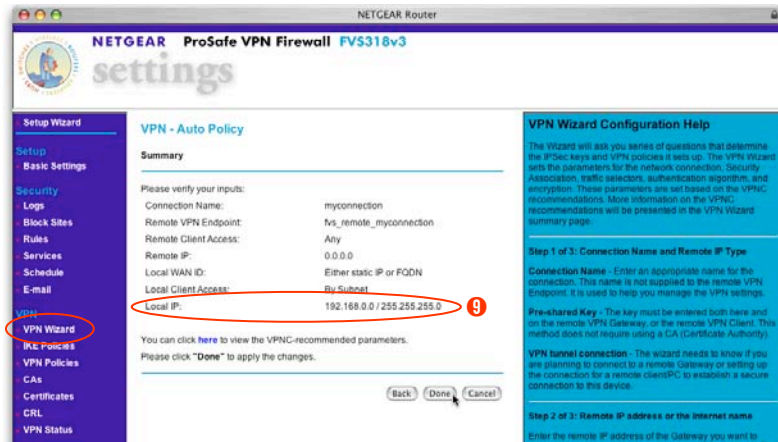 NETGEAR Router
NETGEAR ProSafe VPN Firewall FVS318v3
settings
Setup Wizard
Setup
Basic Settings
Security
Logs
Block Sites
Rules
Services
Schedule
E-mail
VPN
VPN Wizard
IKE Policies
VPN Policies
CAs
Certificates
CRL
VPN Status
VPN - Auto Policy
Summary
Please verify your inputs:
Connection Name: myconnection
Remote VPN Endpoint: fvs_remote_myconnection
Remote Client Access: Any
Remote IP: 0.0.0.0
Local WAN ID: Either static IP or FQDN
Local Client Access: By Subnet
Local IP: 192.168.0.0 / 255.255.255.0
9
You can click here to view the VPNC-recommended parameters.
Please click "Done" to apply the changes.
Back Done Cancel
VPN Wizard Configuration Help
The Wizard will ask you series of questions that determine
the IPSec keys and VPN policies it sets up. The VPN Wizard
sets the parameters for the network connection, Security
Association, traffic selectors, authentication algorithm, and
encryption. These parameters are set based on the VPNC
recommendations. More information on the VPNC
recommendations will be presented in the VPN Wizard
summary page.
Step 1 of 3: Connection Name and Remote IP Type
Connection Name - Enter an appropriate name for the
connection. This name is not supplied to the remote VPN
Endpoint. It is used to help you manage the VPN settings.
Pre-shared Key - The key must be entered both here and
on the remote VPN Gateway, or the remote VPN Client. This
method does not require using a CA (Certificate Authority).
VPN tunnel connection - The wizard needs to know if you
are planning to connect to a remote Gateway or setting up
the connection for a remote client/PC to establish a secure
connection to this device.
Step 2 of 3: Remote IP address or the Internet name
Enter the remote IP address of the Gateway you want to